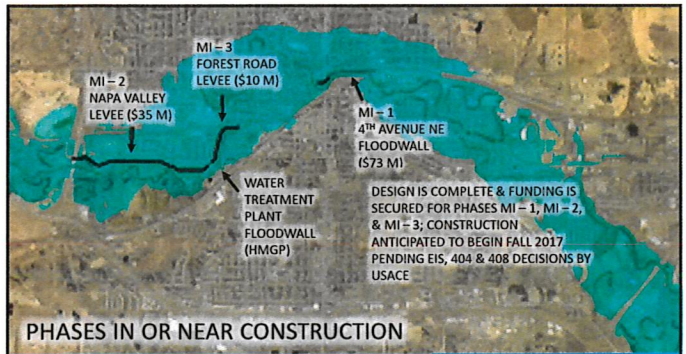 MI – 3
FOREST ROAD
LEVEE ($10 M)
MI – 2
NAPA VALLEY
LEVEE ($35 M)
MI – 1
4TH AVENUE NE
FLOODWALL
($73 M)
WATER
TREATMENT
PLANT
FLOODWALL
(HMGP)
DESIGN IS COMPLETE & FUNDING IS
SECURED FOR PHASES MI – 1, MI – 2,
& MI – 3; CONSTRUCTION
ANTICIPATED TO BEGIN FALL 2017
PENDING EIS, 404 & 408 DECISIONS BY
USACE
PHASES IN OR NEAR CONSTRUCTION